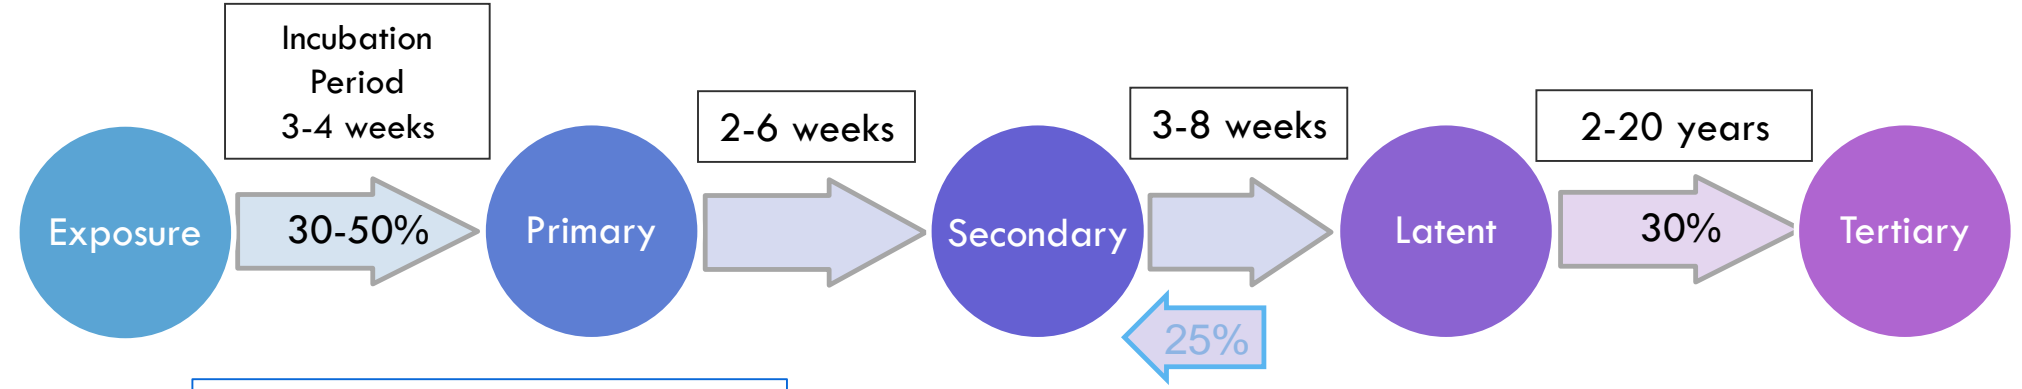 Incubation
Period
3-4 weeks
2-6 weeks
3-8 weeks
2-20 years
Exposure
30-50%
Primary
Secondary
Latent
30%
Tertiary
25%